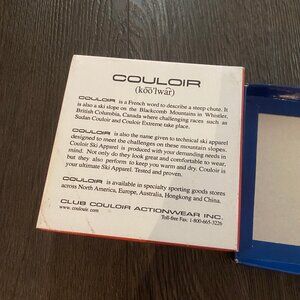 COULOIR
(kōō'lwär)
COULOIR is a French word to describe a steep chute. It
is also a ski slope on the Blackcomb Mountains in Whistler,
British Columbia, Canada where challenging races such as
Sudan Couloir and Couloir Extreme take place.
COULOIR is also the name given to technical ski apparel
designed to meet the challenges on these mountain slopes.
Couloir Ski Apparel is produced with your demanding needs in
mind. Not only do they look great and comfortable to wear,
but they also perform to keep you warm and dry. Couloir is
your ultimate Ski Apparel. Tested and proven.
COULOIR is available in specialty sporting goods stores
across North America, Europe, Australia, Hongkong and China.
CLUB COULOIR ACTIONWEAR INC.
www.couloir.com Toll-free Fax: 1-800-665-3226